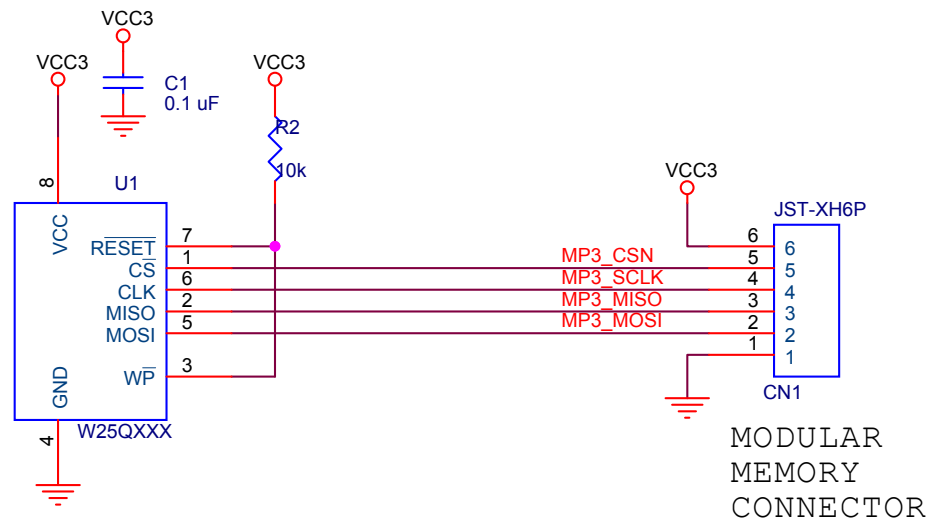 VCC3
VCC3
VCC3
C1
0.1 uF
R2
10k
8
U1
VCC
RESET
7
CS
1
CLK
6
MISO
2
MOSI
5
WP
3
GND
4
W25QXXX
MP3_CSN
MP3_SCLK
MP3_MISO
MP3_MOSI
VCC3
JST-XH6P
6
6
5
5
4
4
3
3
2
2
1
1
CN1
MODULAR
MEMORY
CONNECTOR